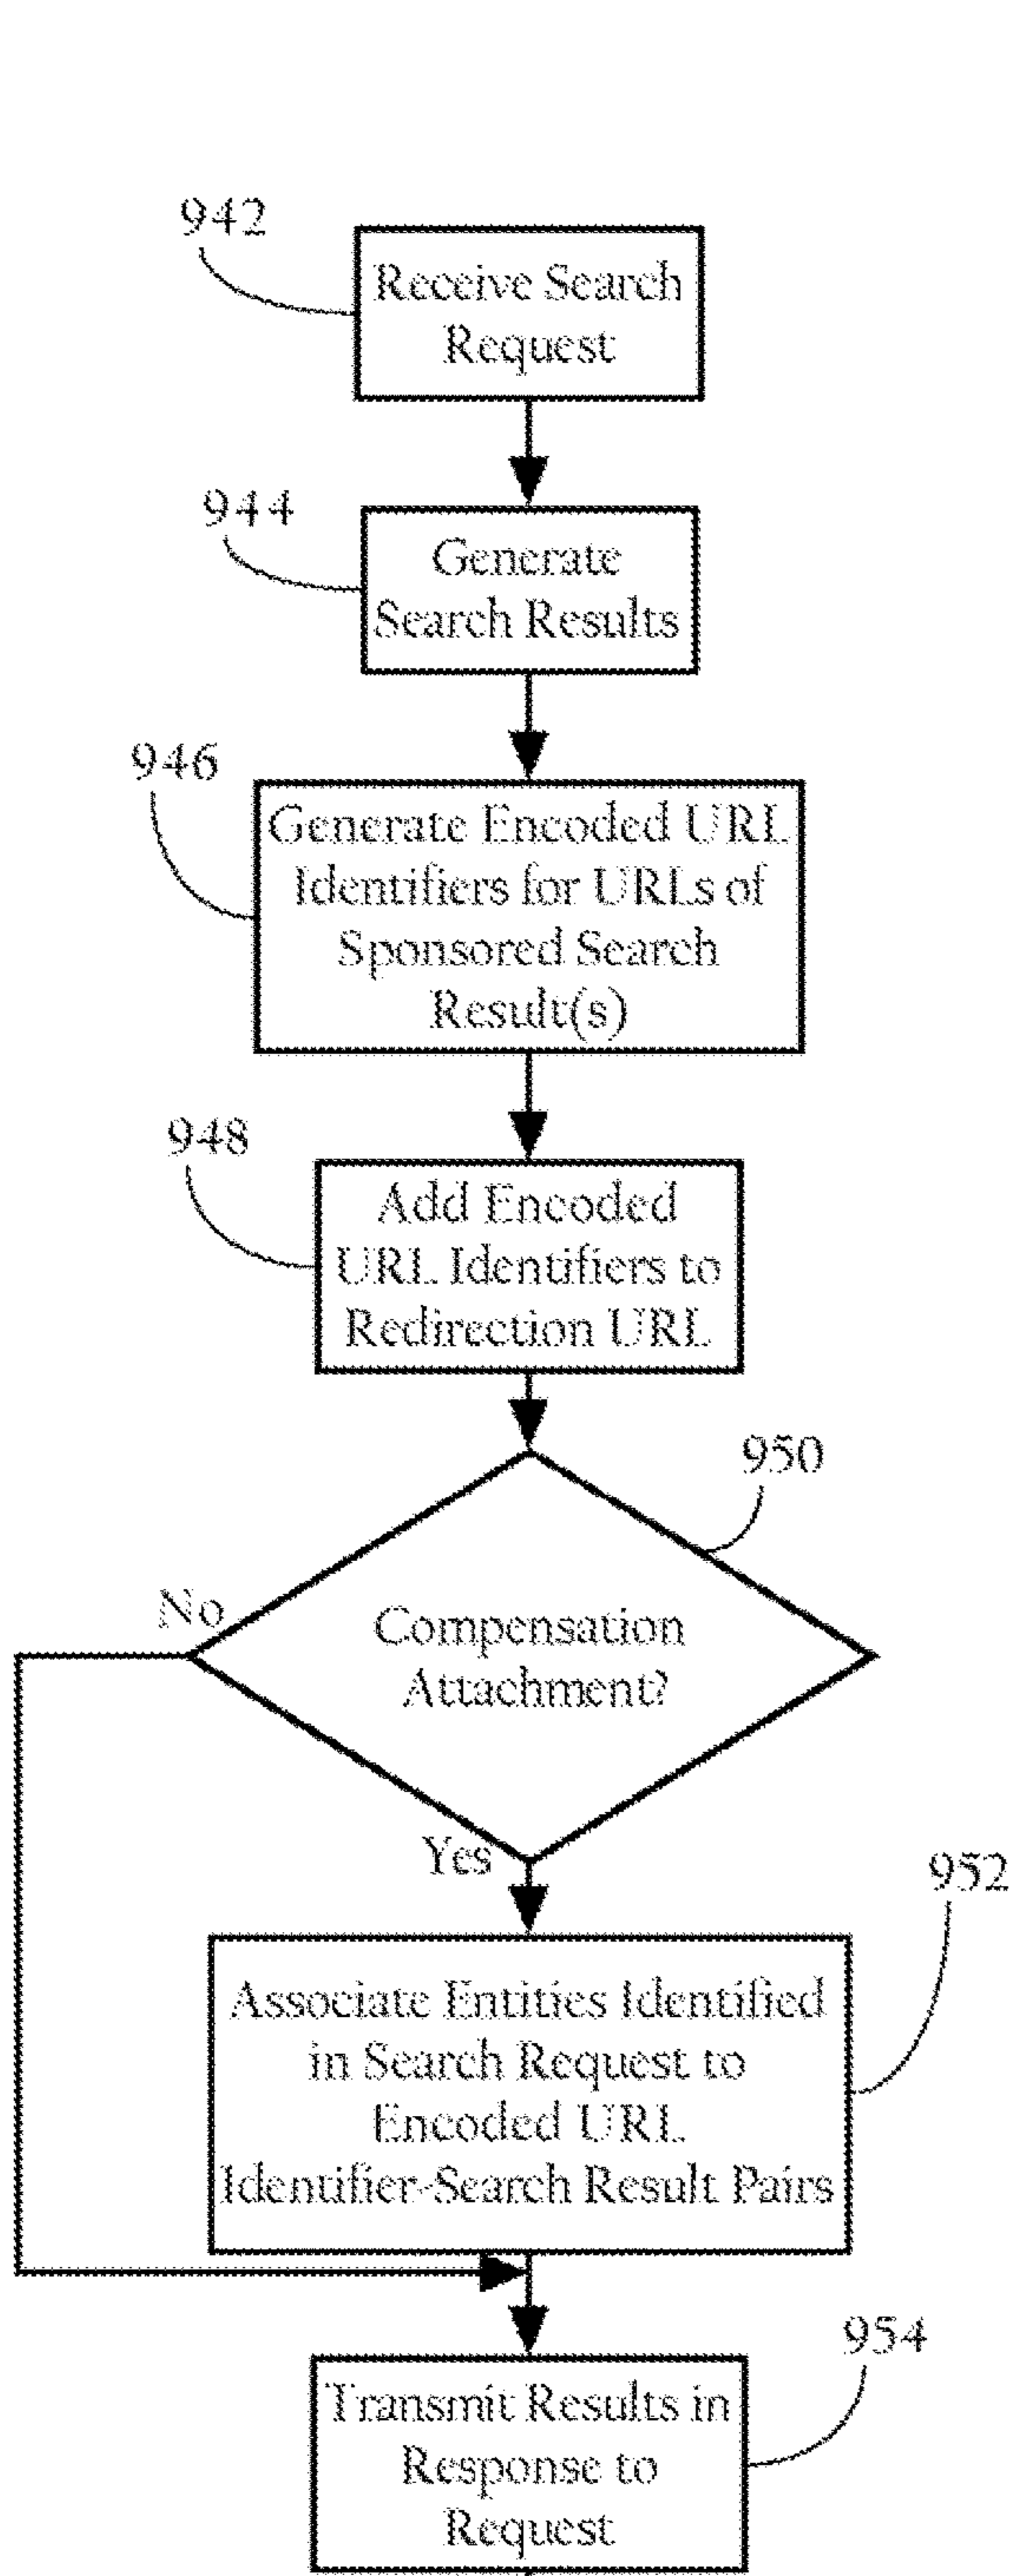 942
Receive Search
Request
944
Generate
Search Results
946
Generate Encoded URL
Identifiers for URLs of
Sponsored Search
Result(s)
948
Add Encoded
URL Identifiers to
Redirection URL
950
No
Compensation
Attachment?
Yes
952
Associate Entities Identified
in Search Request to
Encoded URL
Identifier-Search Result Pairs
954
Transmit Results in
Response to
Request